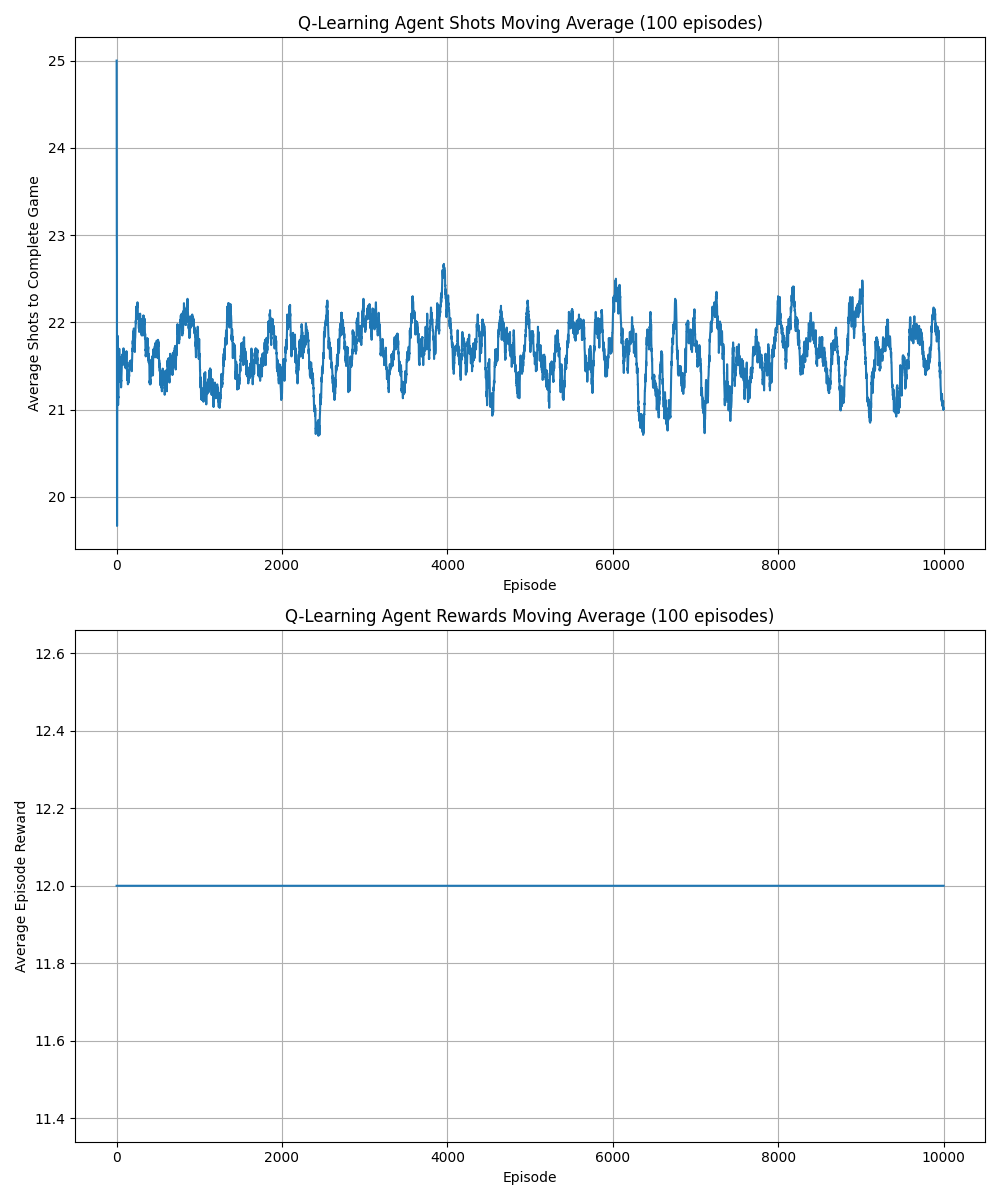 Q-Learning Agent Shots Moving Average (100 episodes)
25
24
23
22
21
20
Average Shots to Complete Game
0 2000 4000 6000 8000 10000
Episode
Q-Learning Agent Rewards Moving Average (100 episodes)
12.6
12.4
12.2
12.0
11.8
11.6
11.4
Average Episode Reward
0 2000 4000 6000 8000 10000
Episode